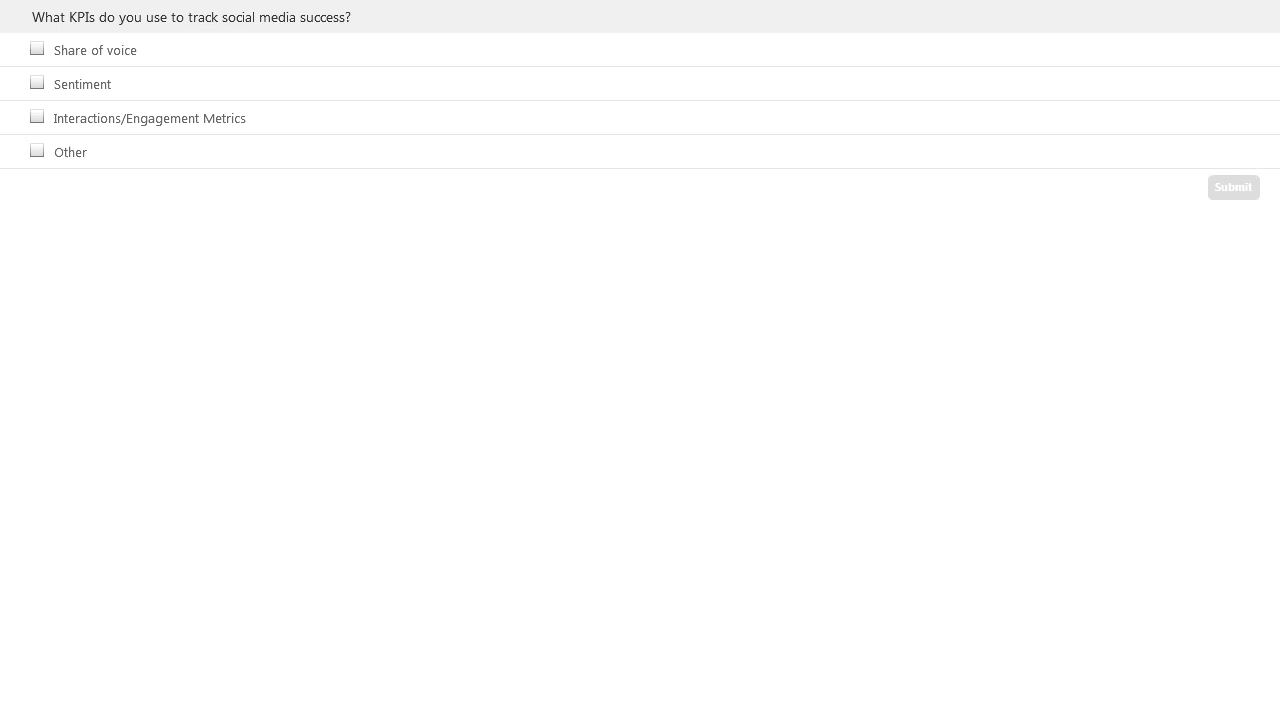 What KPIs do you use to track social media success?
Share of voice
Sentiment
Interactions/Engagement Metrics
Other
Submit